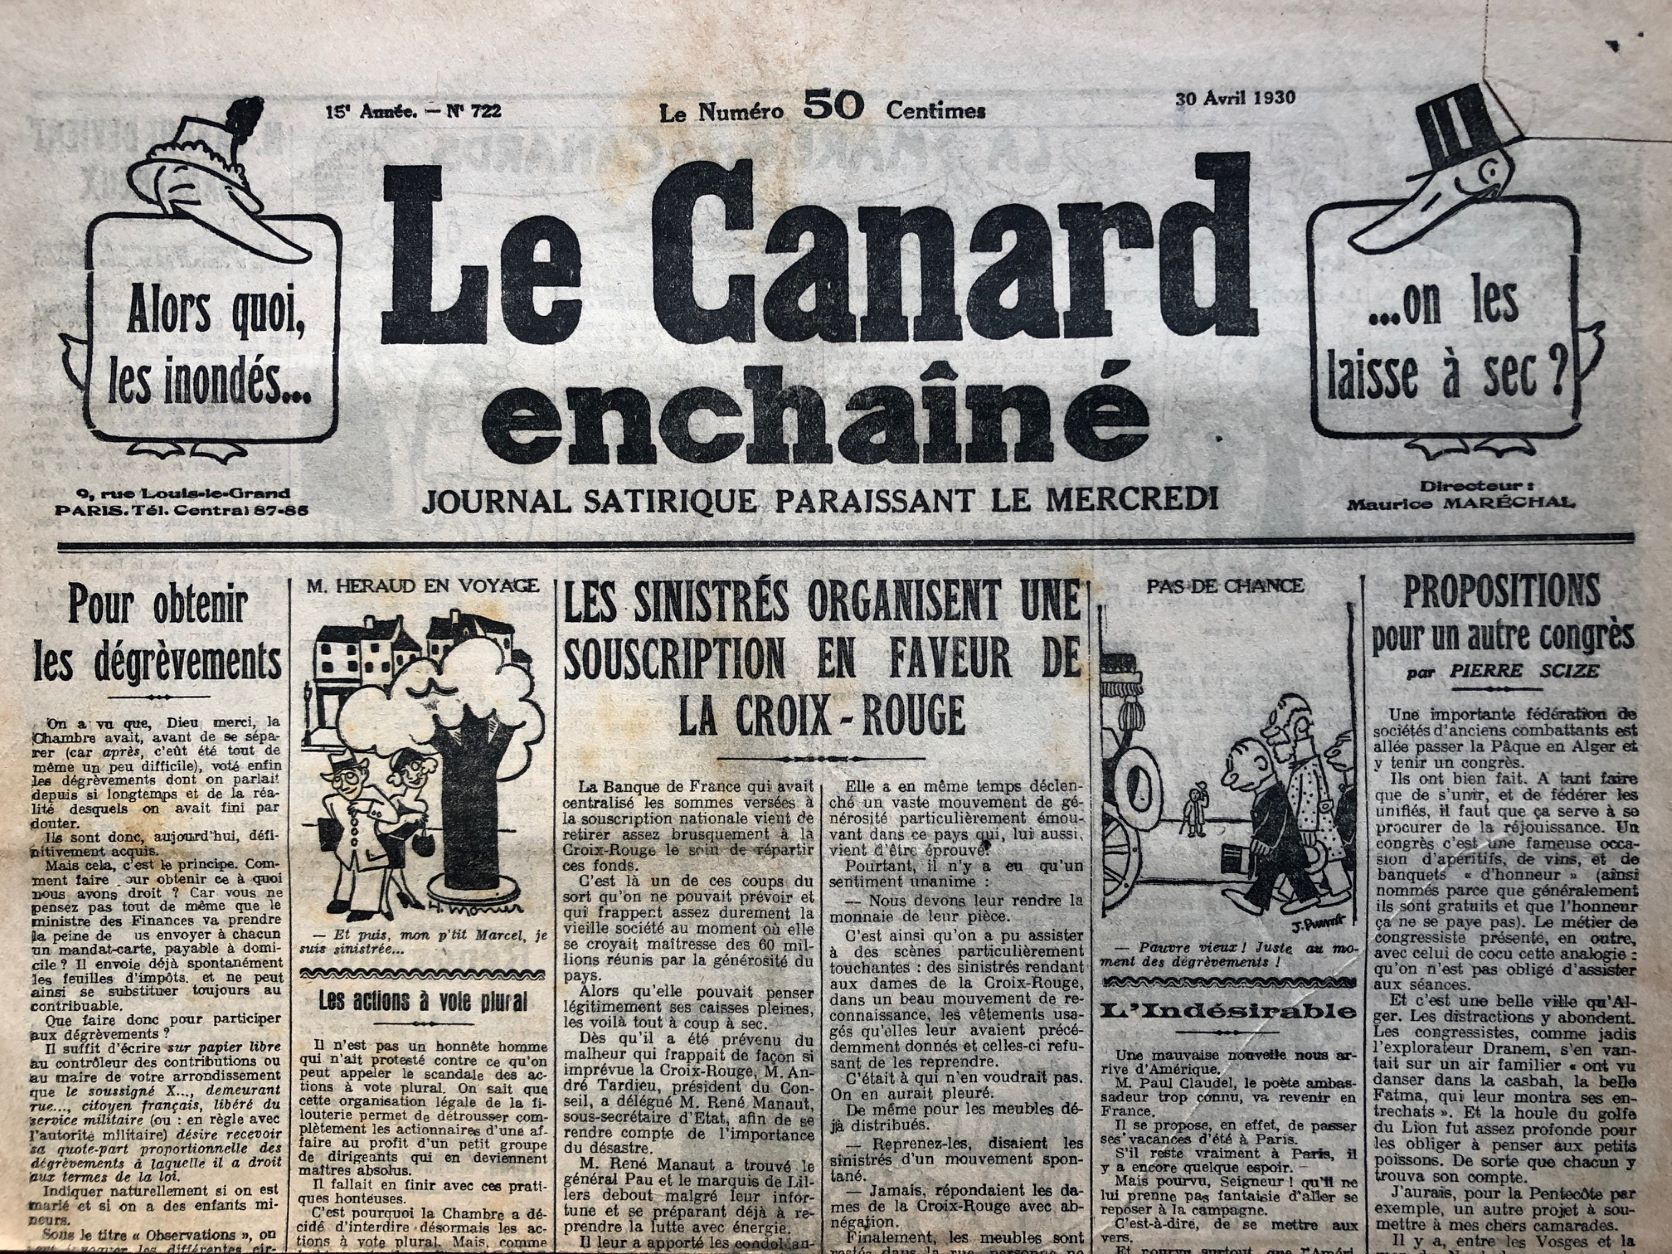 15e Année. — No 722
Le Numéro 50 Centimes
30 Avril 1930
Le Canard
enchaîné
Alors quoi,
les inondés...
...on les
laisse à sec ?
9, rue Louis-le-Grand
PARIS. Tél. Central 87-85
JOURNAL SATIRIQUE PARAISSANT LE MERCREDI
Directeur :
Maurice MARÉCHAL
Pour obtenir
les dégrèvements
On a vu que, Dieu merci, la
Chambre avait, avant de se sépa-
rer (car après, c'eût été tout de
même un peu difficile), voté enfin
les dégrèvements dont on parlait
depuis si longtemps et de la réa-
lité desquels on avait fini par
douter.
Ils sont donc, aujourd'hui, défi-
nitivement acquis.
Mais cela, c'est le principe. Com-
ment faire our obtenir ce à quoi
nous avons droit ? Car vous ne
pensez pas tout de même que le
ministre des Finances va prendre
la peine de us envoyer à chacun
un mandat-carte, payable à domi-
cile ? Il envoie déjà spontanément
les feuilles d'impôts, et ne peut
ainsi se substituer toujours au
contribuable.
Que faire donc pour participer
aux dégrèvements ?
Il suffit d'écrire sur papier libre
au contrôleur des contributions ou
au maire de votre arrondissement
que le soussigné X..., demeurant
rue..., citoyen français, libéré du
service militaire (ou : en règle avec
l'autorité militaire) désire recevoir
sa quote-part proportionnelle des
dégrèvements à laquelle il a droit
aux termes de la loi.
Indiquer naturellement si on est
marié et si on a des enfants mi-
neurs.
Sous le titre « Observations », on
les différentes cir-
M. HERAUD EN VOYAGE
— Et puis, mon p'tit Marcel, je
suis sinistrée...
Les actions à vote plural
Il n'est pas un honnête homme
qui n'ait protesté contre ce qu'on
peut appeler le scandale des ac-
tions à vote plural. On sait que
cette organisation légale de la fi-
louterie permet de détrousser com-
plètement les actionnaires d'une af-
faire au profit d'un petit groupe
de dirigeants qui en deviennent
maîtres absolus.
Il fallait en finir avec ces prati-
ques honteuses.
C'est pourquoi la Chambre a dé-
cidé d'interdire désormais les ac-
tions à vote plural. Mais, comme
LES SINISTRÉS ORGANISENT UNE
SOUSCRIPTION EN FAVEUR DE
LA CROIX-ROUGE
La Banque de France qui avait
centralisé les sommes versées à
la souscription nationale vient de
retirer assez brusquement à la
Croix-Rouge le soin de répartir
ces fonds.
C'est là un de ces coups du
sort qu'on ne pouvait prévoir et
qui frappent assez durement la
vieille société au moment où elle
se croyait maîtresse des 60 mil-
lions réunis par la générosité du
pays.
Alors qu'elle pouvait penser
légitimement ses caisses pleines,
les voilà tout à coup à sec.
Dès qu'il a été prévenu du
malheur qui frappait de façon si
imprévue la Croix-Rouge, M. An-
dré Tardieu, président du Con-
seil, a délégué M. René Manaut,
sous-secrétaire d'Etat, afin de se
rendre compte de l'importance
du désastre.
M. René Manaut a trouvé le
général Pau et le marquis de Lil-
lers debout malgré leur infor-
tune et se préparant déjà à re-
prendre la lutte avec énergie.
Il leur a apporté les condoléan-
Elle a en même temps déclen-
ché un vaste mouvement de gé-
nérosité particulièrement émou-
vant dans ce pays qui, lui aussi,
vient d'être éprouvé.
Pourtant, il n'y a eu qu'un
sentiment unanime :
— Nous devons leur rendre la
monnaie de leur pièce.
C'est ainsi qu'on a pu assister
à des scènes particulièrement
touchantes : des sinistrés rendant
aux dames de la Croix-Rouge,
dans un beau mouvement de re-
connaissance, les vêtements usa-
gés qu'elles leur avaient précé-
demment donnés et celles-ci refu-
sant de les reprendre.
C'était à qui n'en voudrait pas.
On en aurait pleuré.
De même pour les meubles dé-
jà distribués.
— Reprenez-les, disaient les
sinistrés d'un mouvement spon-
tané.
— Jamais, répondaient les da-
mes de la Croix-Rouge avec ab-
négation.
Finalement, les meubles sont
restés dans la rue, personne ne
PAS DE CHANCE
— Pauvre vieux ! Juste au mo-
ment des dégrèvements !
L'Indésirable
Une mauvaise nouvelle nous ar-
rive d'Amérique.
M. Paul Claudel, le poète ambas-
sadeur trop connu, va revenir en
France.
Il se propose, en effet, de passer
ses vacances d'été à Paris.
S'il reste vraiment à Paris, il
y a encore quelque espoir.
Mais pourvu, Seigneur ! qu'il ne
lui prenne pas fantaisie d'aller se
reposer à la campagne.
C'est-à-dire, de se mettre aux
vers.
Et pourvu surtout que l'Améri-
PROPOSITIONS
pour un autre congrès
par PIERRE SCIZE
Une importante fédération de
sociétés d'anciens combattants est
allée passer la Pâque en Alger et
y tenir un congrès.
Ils ont bien fait. A tant faire
que de s'unir, et de fédérer les
unifiés, il faut que ça serve à se
procurer de la réjouissance. Un
congrès c'est une fameuse occa-
sion d'apéritifs, de vins, et de
banquets « d'honneur » (ainsi
nommés parce que généralement
ils sont gratuits et que l'honneur
ça ne se paye pas). Le métier de
congressiste présente, en outre,
avec celui de cocu cette analogie :
qu'on n'est pas obligé d'assister
aux séances.
Et c'est une belle ville qu'Al-
ger. Les distractions y abondent.
Les congressistes, comme jadis
l'explorateur Dranem, s'en van-
tait sur un air familier « ont vu
danser dans la casbah, la belle
Fatma, qui leur montra ses en-
trechats ». Et la houle du golfe
du Lion fut assez profonde pour
les obliger à penser aux petits
poissons. De sorte que chacun y
trouva son compte.
J'aurais, pour la Pentecôte par
exemple, un autre projet à sou-
mettre à mes chers camarades.
Il y a, entre les Vosges et la